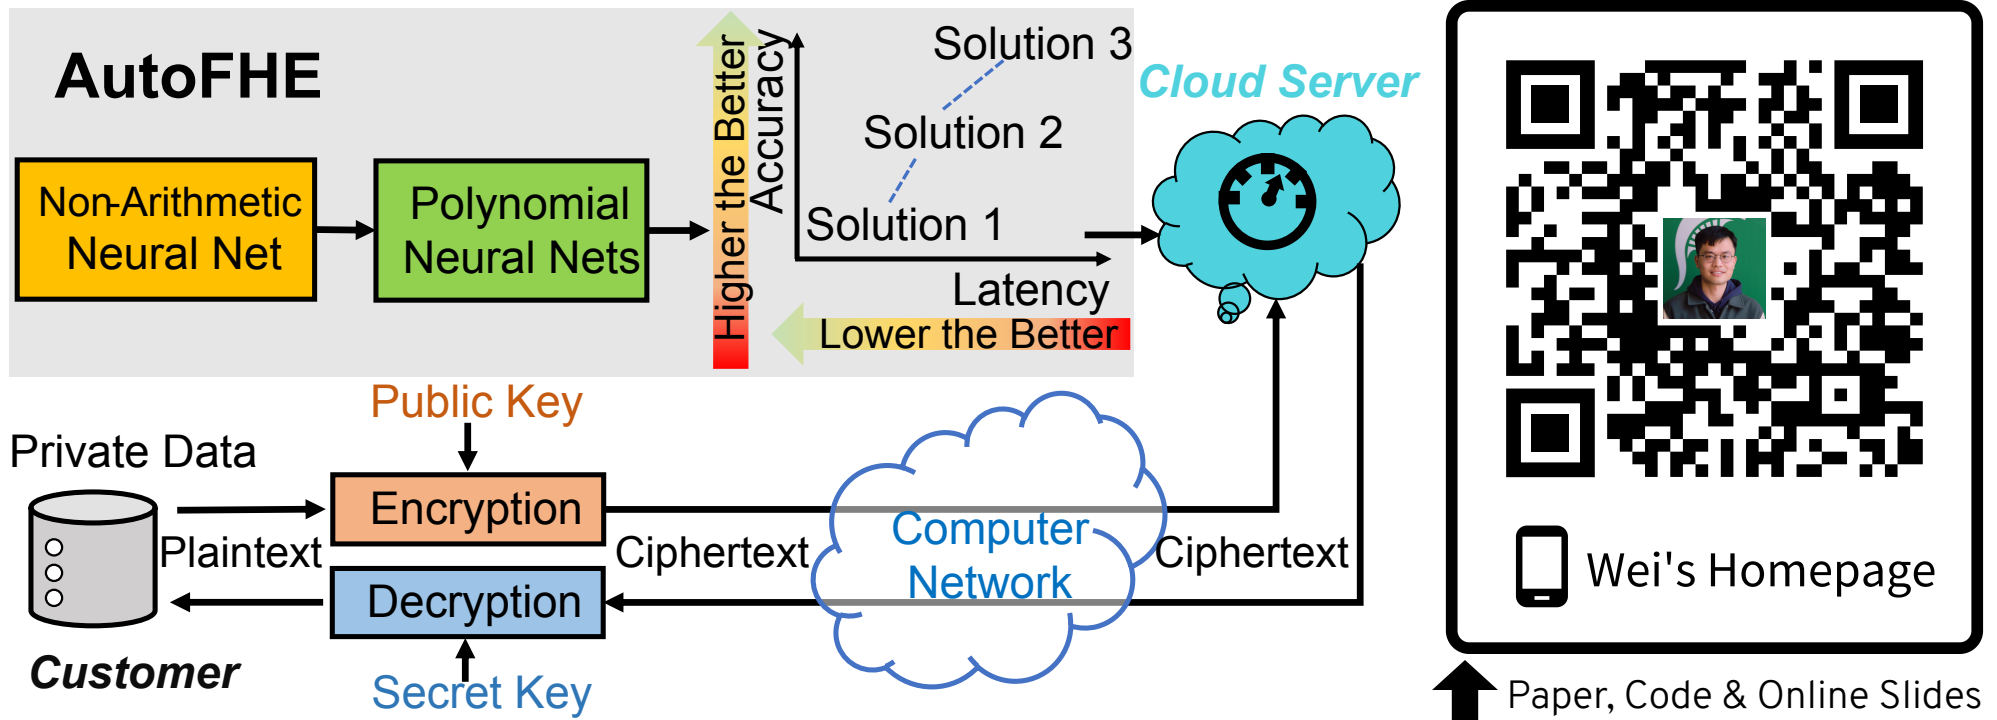 AutoFHE
Non-Arithmetic
Neural Net
Polynomial
Neural Nets
Higher the Better
Accuracy
Solution 3
Solution 2
Solution 1
Latency
Lower the Better
Cloud Server
Public Key
Private Data
Encryption
Plaintext
Ciphertext
Computer
Network
Ciphertext
Decryption
Customer
Secret Key
Wei's Homepage
Paper, Code & Online Slides